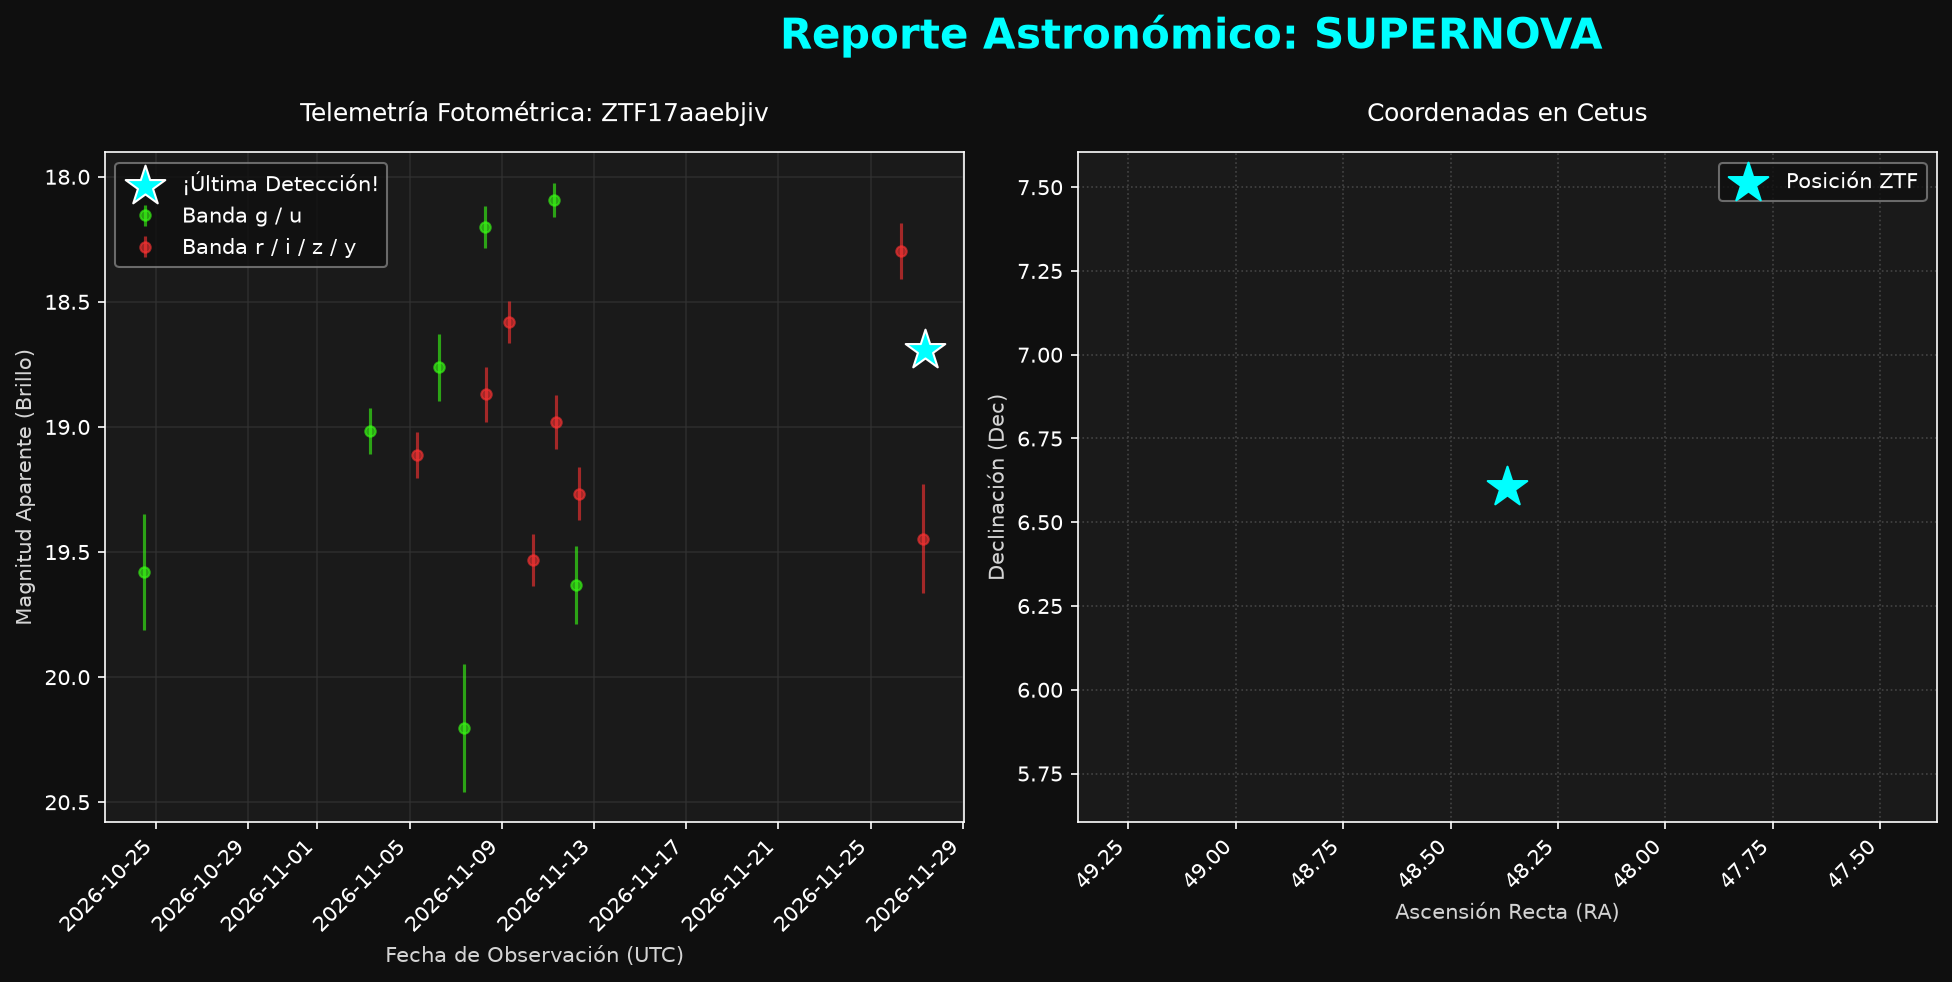 Reporte Astronómico: SUPERNOVA
Telemetría Fotométrica: ZTF17aaebjiv
¡Última Detección!
Banda g / u
Banda r / i / z / y
Magnitud Aparente (Brillo)
18.0
18.5
19.0
19.5
20.0
20.5
2026-10-25
2026-10-29
2026-11-01
2026-11-05
2026-11-09
2026-11-13
2026-11-17
2026-11-21
2026-11-25
2026-11-29
Fecha de Observación (UTC)
Coordenadas en Cetus
Posición ZTF
Declinación (Dec)
7.50
7.25
7.00
6.75
6.50
6.25
6.00
5.75
49.25
49.00
48.75
48.50
48.25
48.00
47.75
47.50
Ascensión Recta (RA)